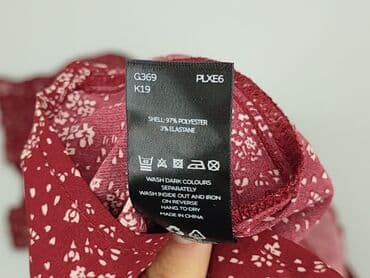 G369 PLXE6
K19
SHELL: 97% POLYESTER
3% ELASTANE
WASH DARK COLOURS
SEPARATELY
WASH INSIDE OUT AND IRON
ON REVERSE
HANG TO DRY
MADE IN CHINA